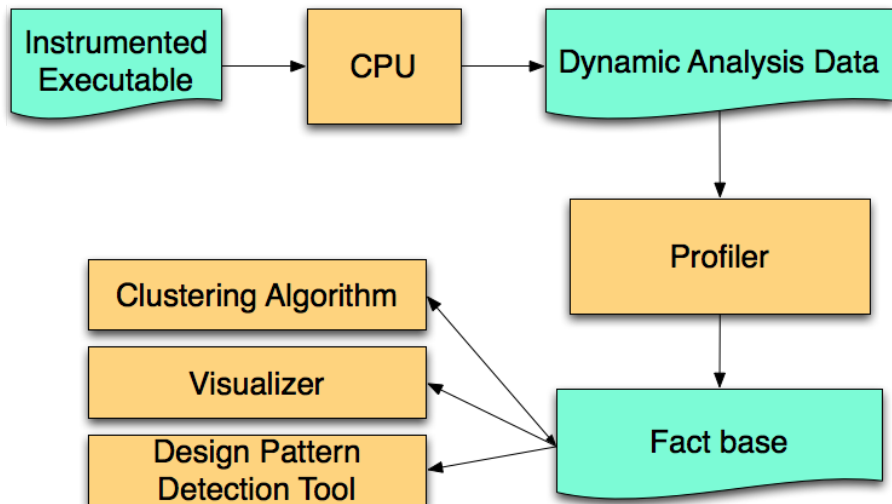 Instrumented
Executable
CPU
Dynamic Analysis Data
Profiler
Clustering Algorithm
Visualizer
Design Pattern
Detection Tool
Fact base